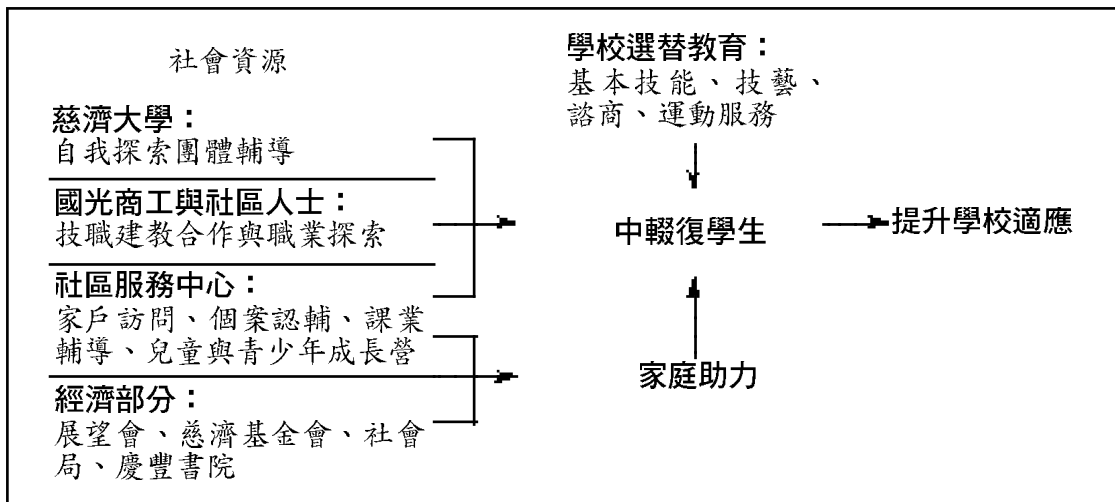 社會資源
慈濟大學：
自我探索團體輔導
國光商工與社區人士：
技職建教合作與職業探索
社區服務中心：
家戶訪問、個案認輔、課業
輔導、兒童與青少年成長營
經濟部分：
展望會、慈濟基金會、社會
局、慶豐書院
學校選替教育：
基本技能、技藝、
諮商、運動服務
中輟復學生
提升學校適應
家庭助力